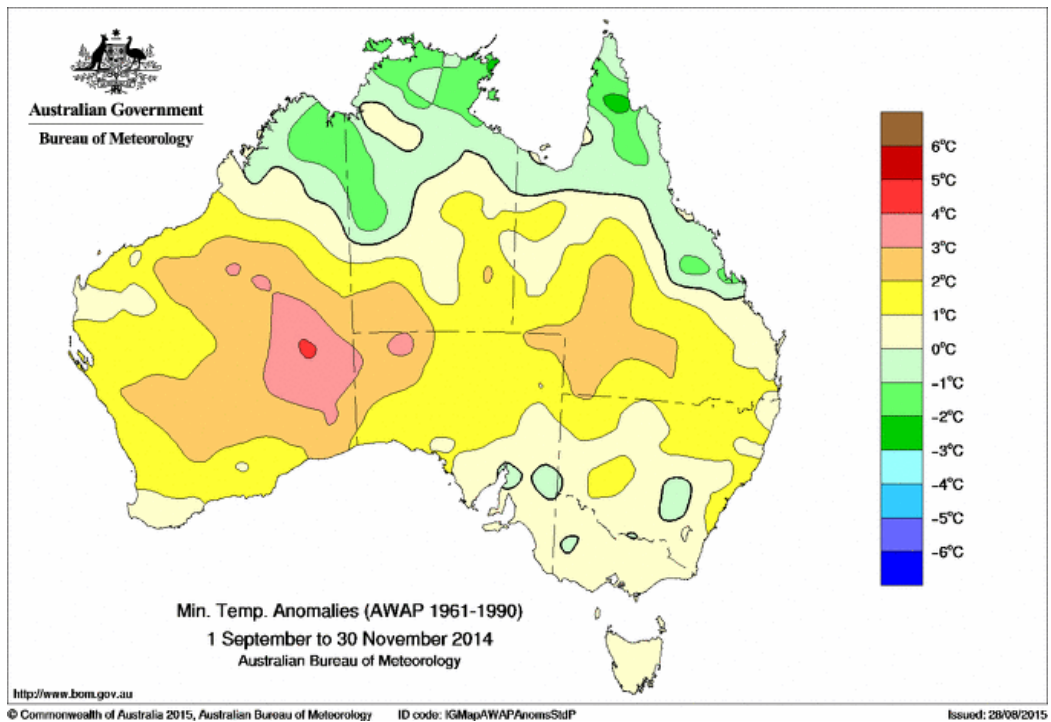 Australian Government
Bureau of Meteorology
6°C
5°C
4°C
3°C
2°C
1°C
0°C
-1°C
-2°C
-3°C
-4°C
-5°C
-6°C
Min. Temp. Anomalies (AWAP 1961-1990)
1 September to 30 November 2014
Australian Bureau of Meteorology
http://www.bom.gov.au
© Commonwealth of Australia 2015, Australian Bureau of Meteorology ID code: IGMapAWAPAnomsStdP Issued: 28/08/2015